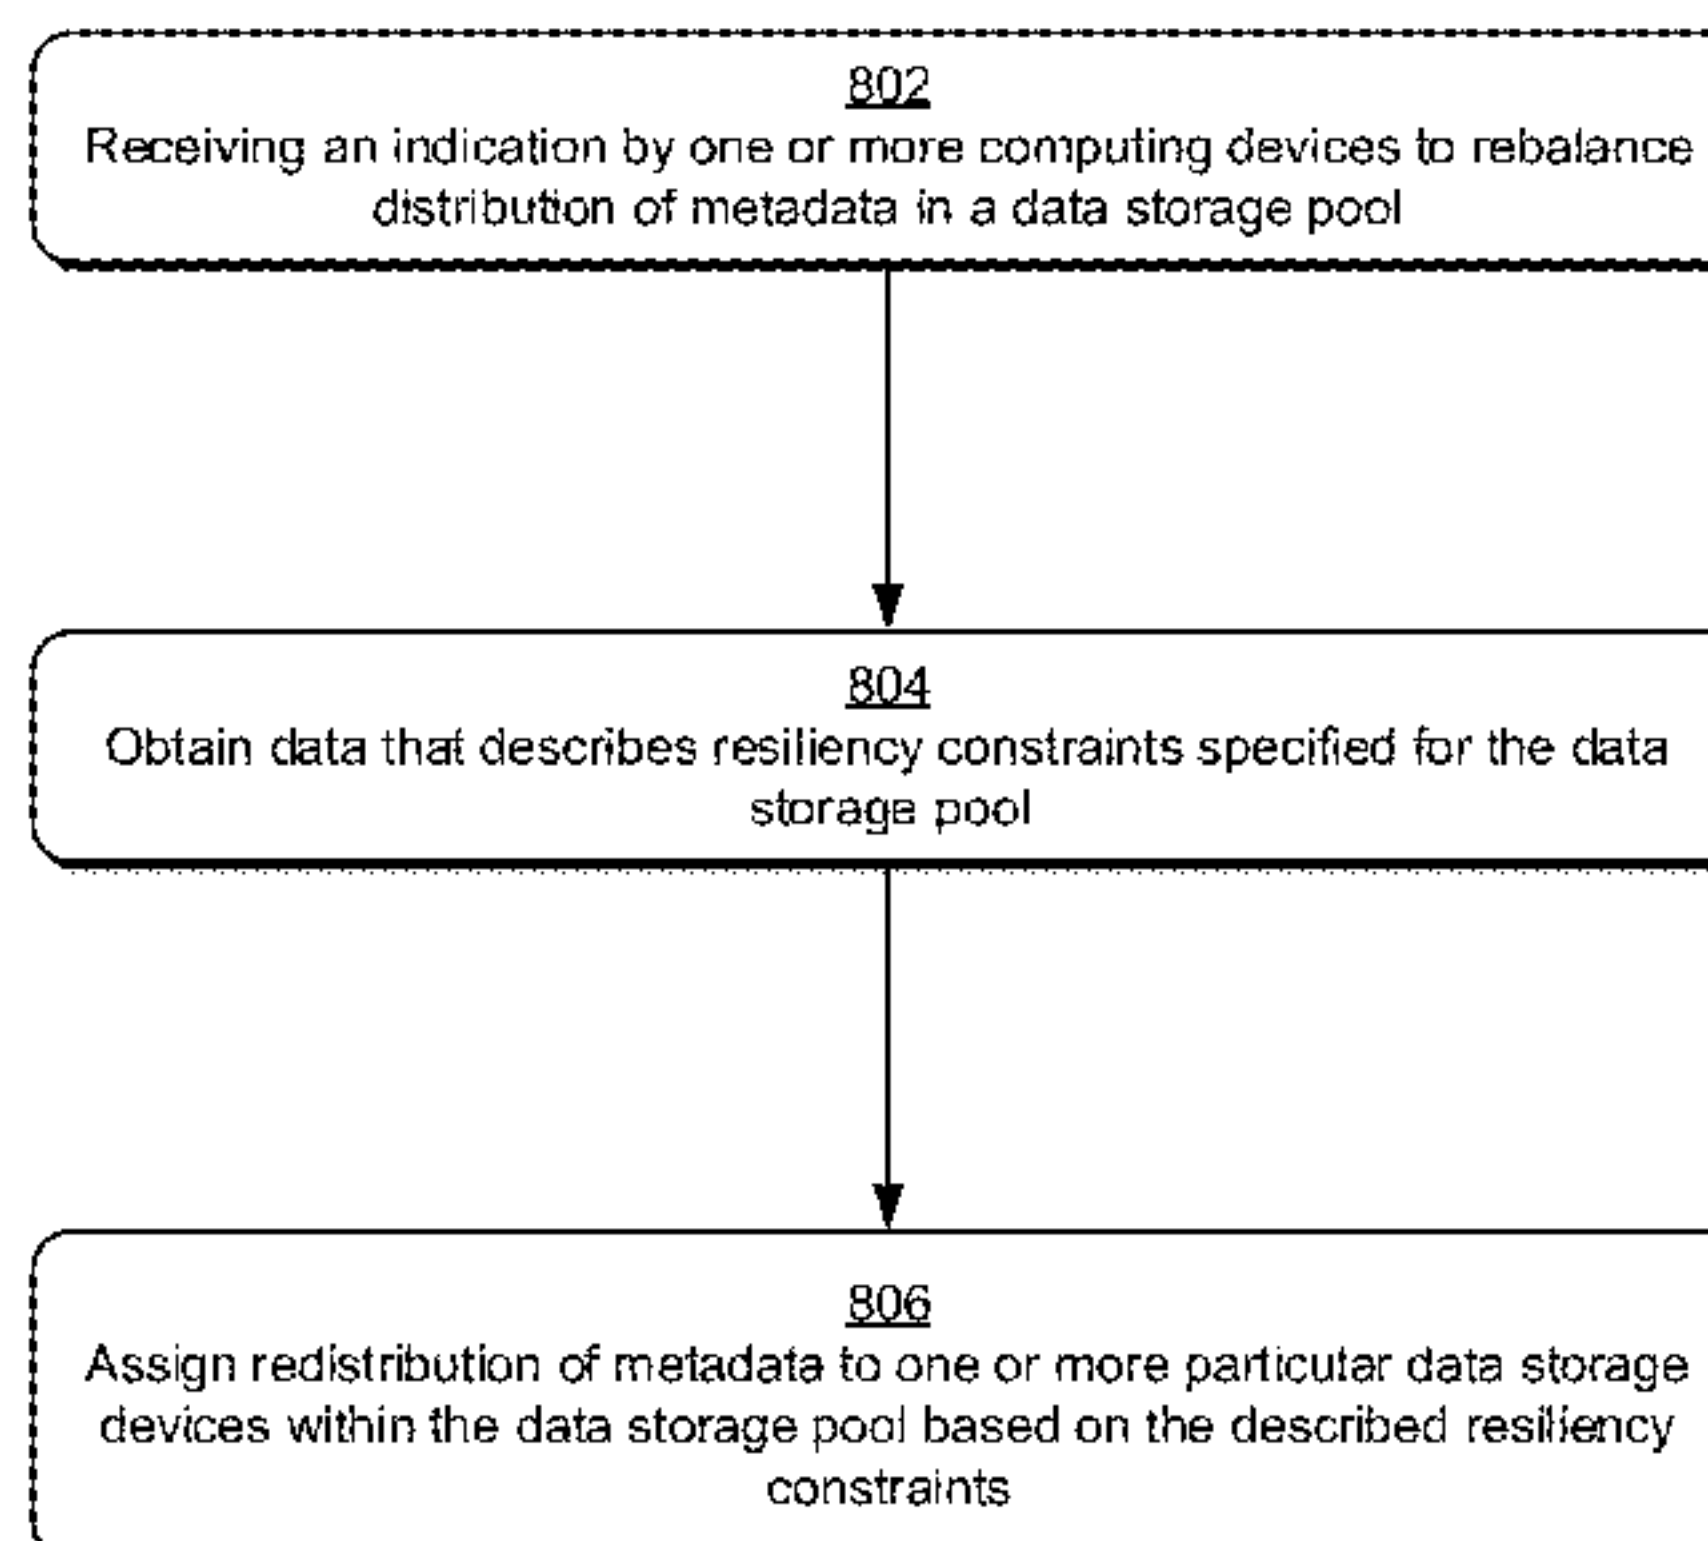 802
Receiving an indication by one or more computing devices to rebalance
distribution of metadata in a data storage pool
804
Obtain data that describes resiliency constraints specified for the data
storage pool
806
Assign redistribution of metadata to one or more particular data storage
devices within the data storage pool based on the described resiliency
constraints